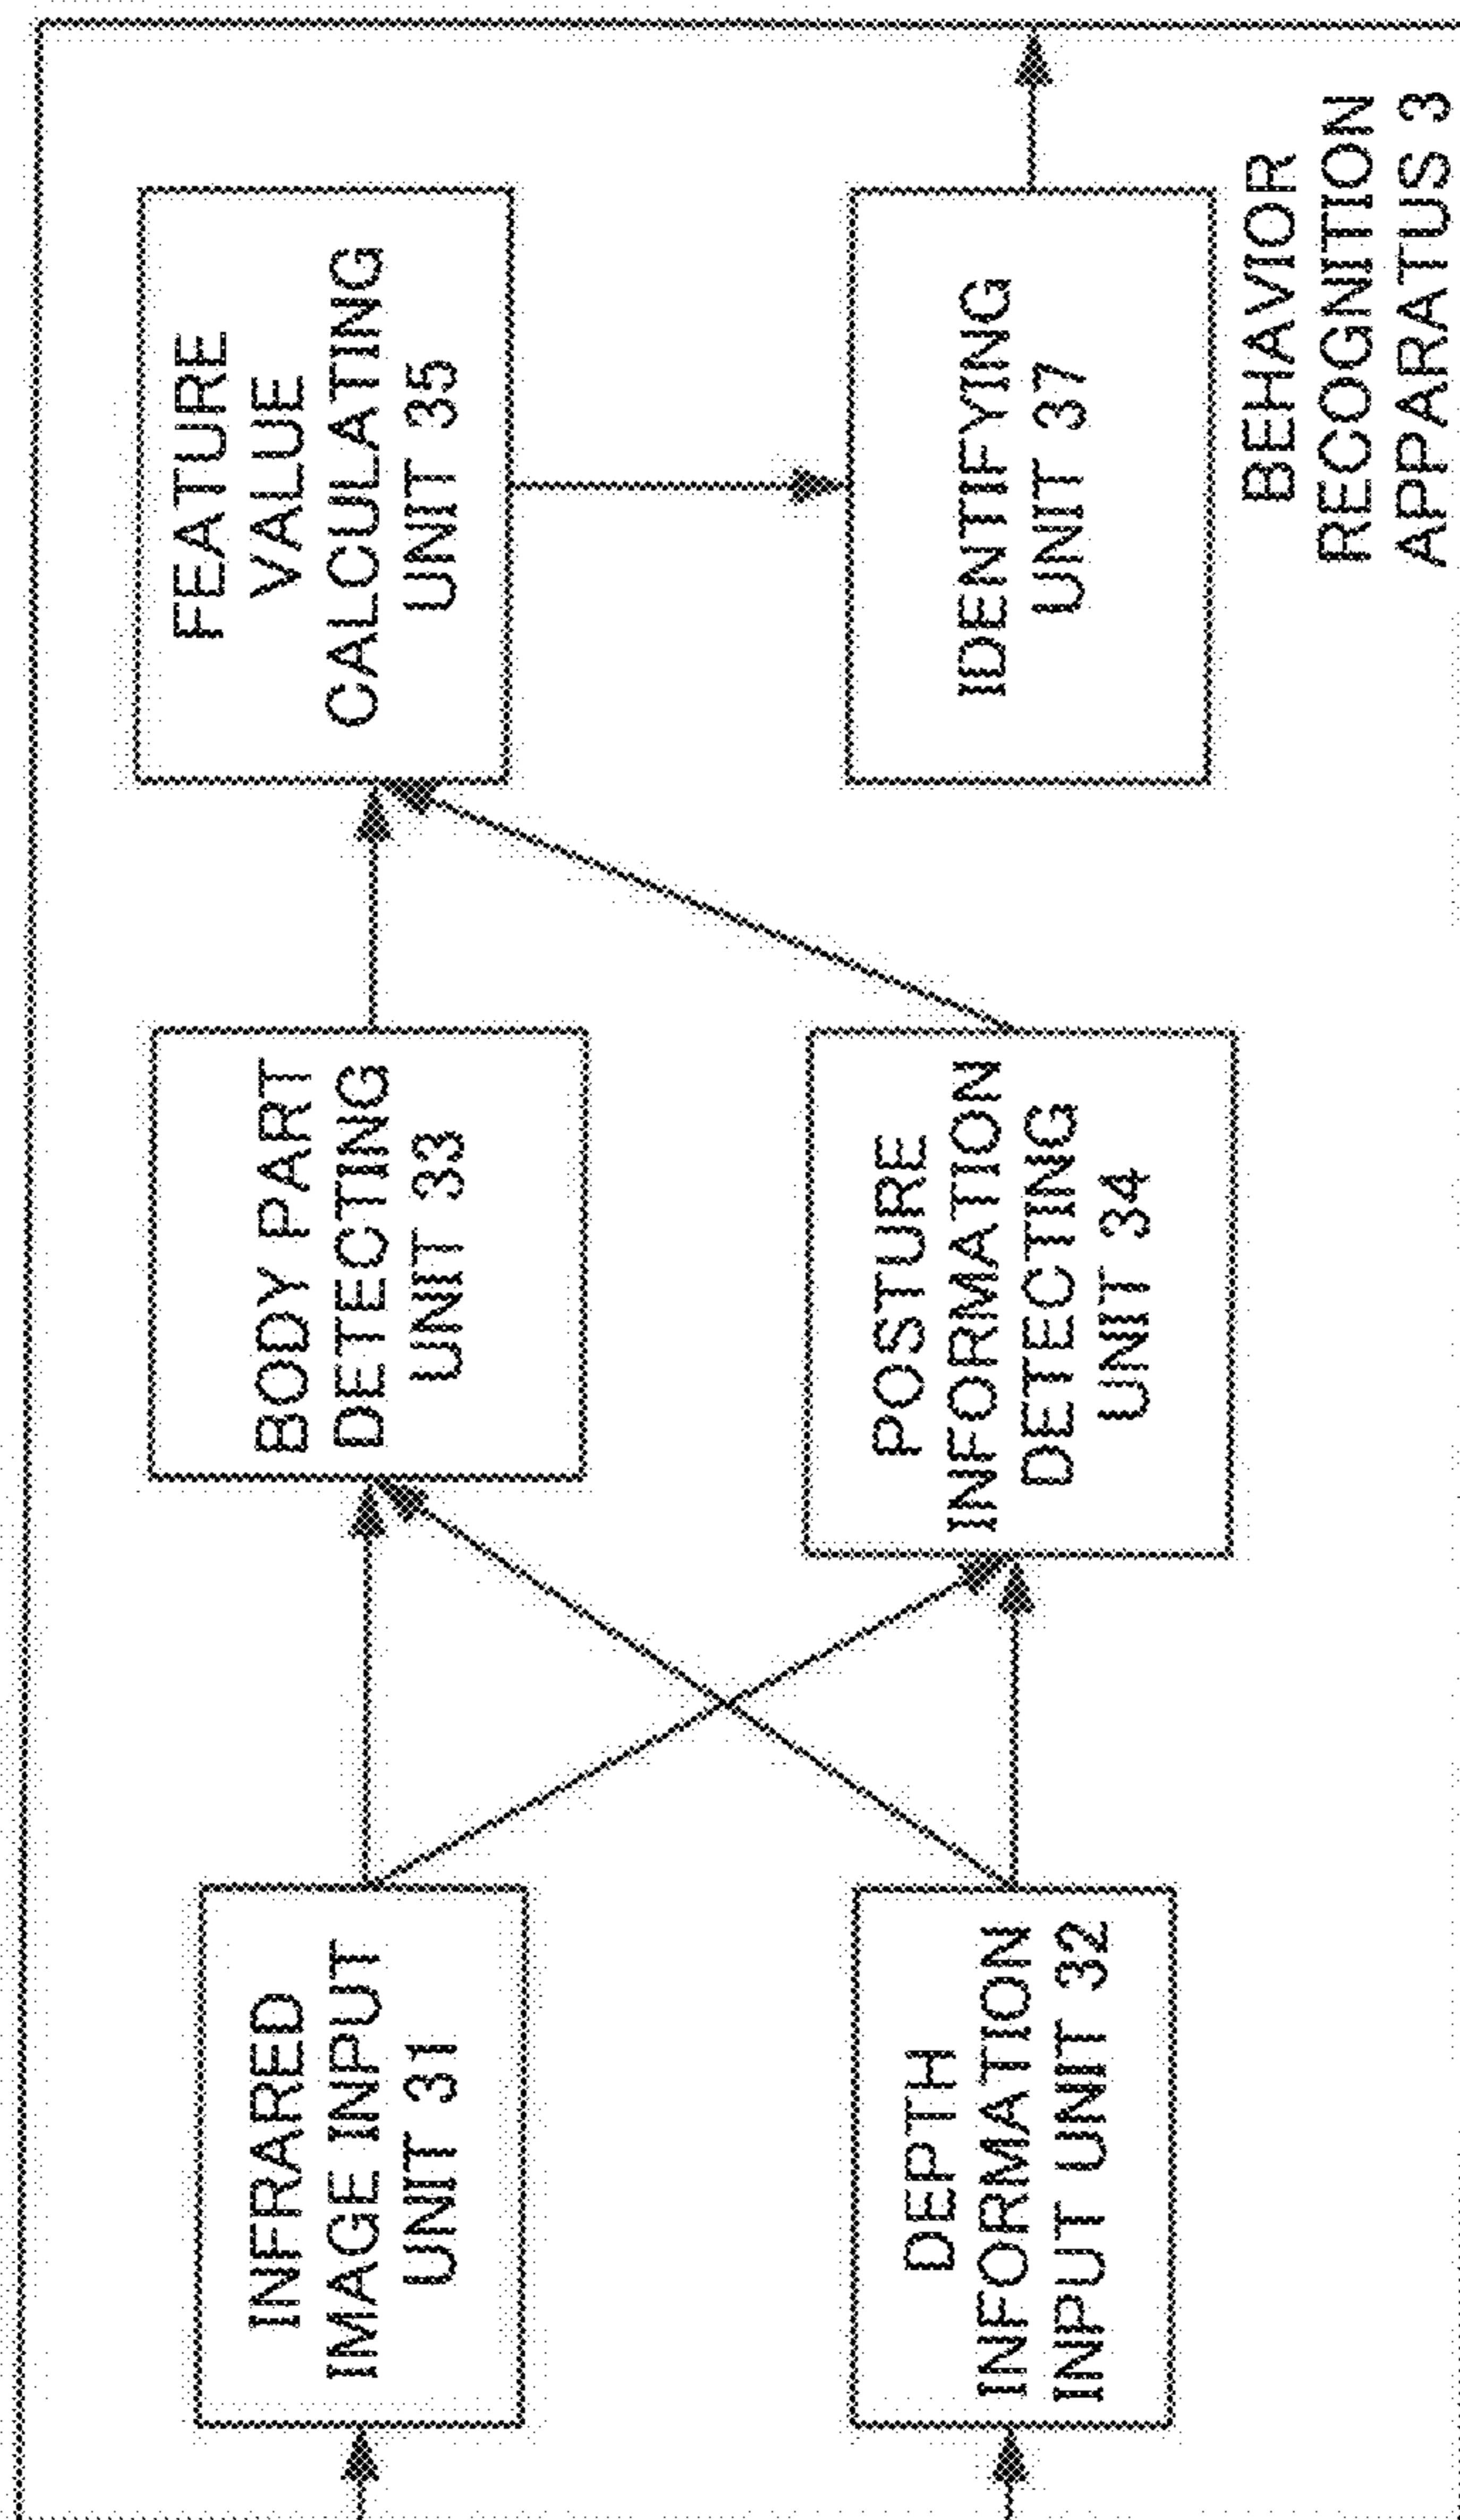 INFRARED
IMAGE INPUT
UNIT 31
DEPTH
INFORMATION
INPUT UNIT 32
BODY PART
DETECTING
UNIT 33
POSTURE
INFORMATION
DETECTING
UNIT 34
FEATURE
VALUE
CALCULATING
UNIT 35
IDENTIFYING
UNIT 37
BEHAVIOR
RECOGNITION
APPARATUS 3